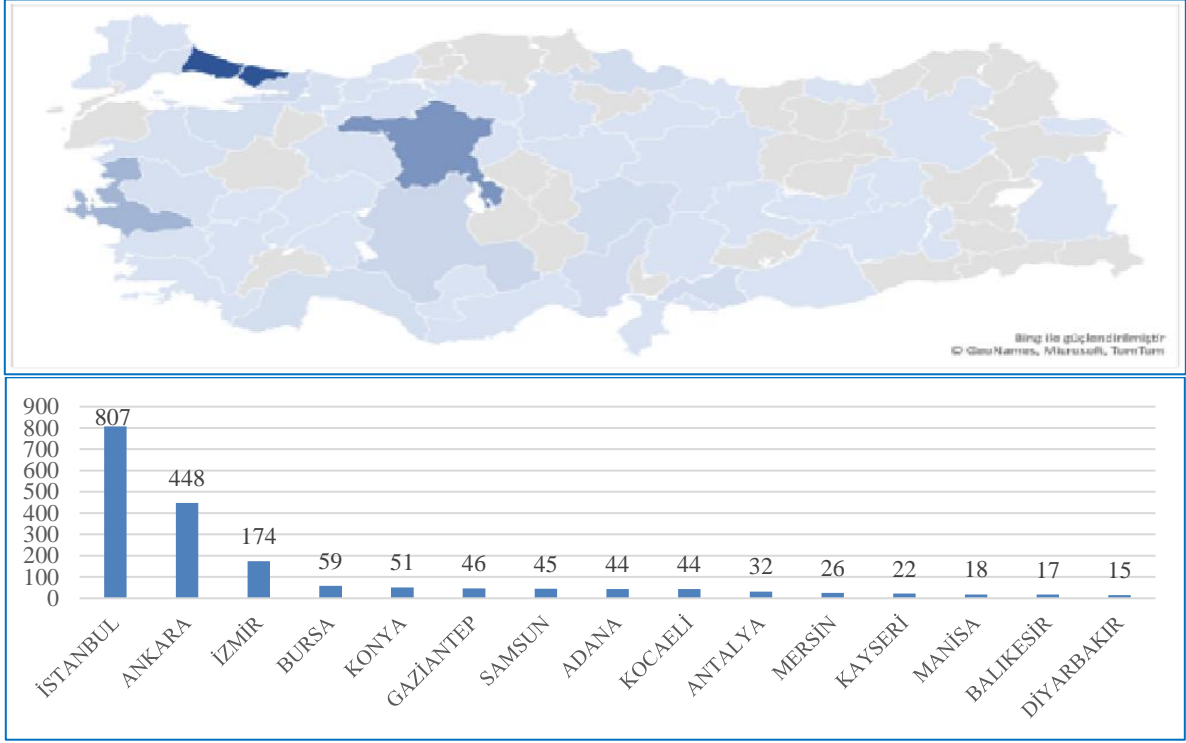 Bing ile güçlendirilmiştir
© GeoNames, Microsoft, TomTom
900
800
700
600
500
400
300
200
100
0
807
448
174
59
51
46
45
44
44
32
26
22
18
17
15
İSTANBUL
ANKARA
İZMİR
BURSA
KONYA
GAZİANTEP
SAMSUN
ADANA
KOCAELİ
ANTALYA
MERSİN
KAYSERİ
MANİSA
BALIKESİR
DİYARBAKIR